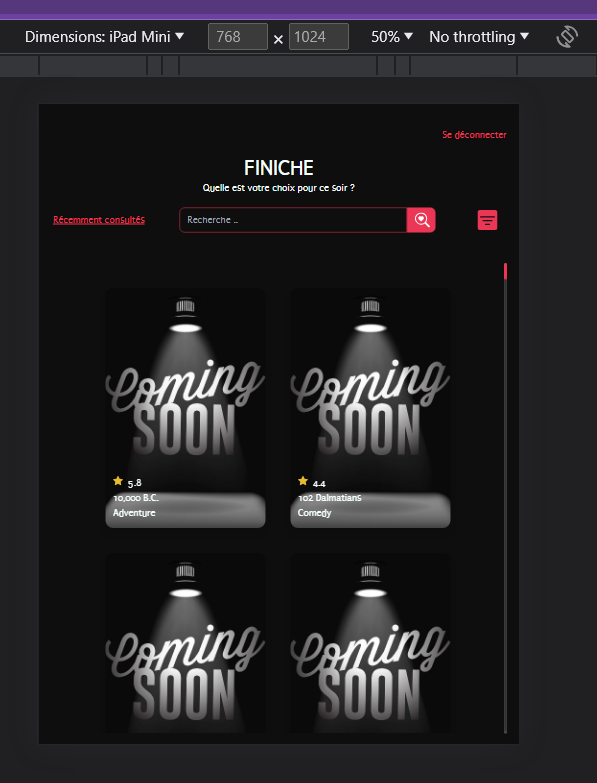 Dimensions: iPad Mini ▼ 768 × 1024 50% ▼ No throttling ▼
Se déconnecter
FINICHE
Quelle est votre choix pour ce soir ?
Récemment consultés
Recherche ..
Coming
SOON
5.8
10,000 B.C.
Adventure
Coming
SOON
4.4
102 Dalmatians
Comedy
Coming
SOON
Coming
SOON